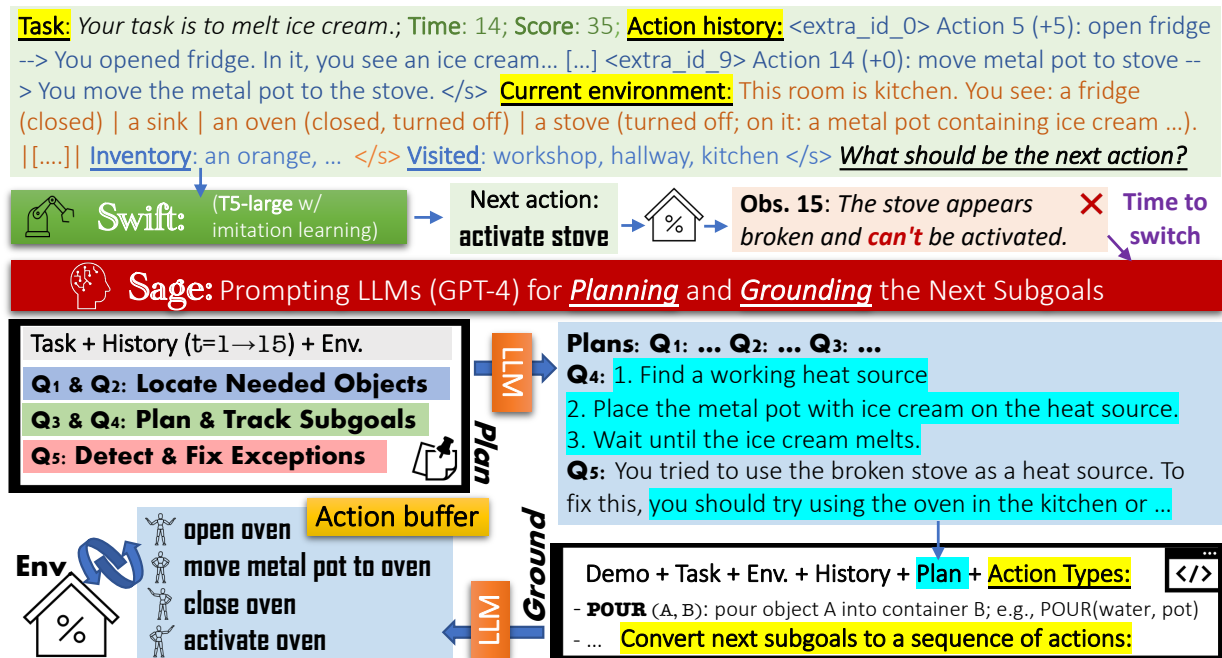 Task: Your task is to melt ice cream.; Time: 14; Score: 35; Action history: <extra_id_0> Action 5 (+5): open fridge
--> You opened fridge. In it, you see an ice cream… […] <extra_id_9> Action 14 (+0): move metal pot to stove --
> You move the metal pot to the stove. </s> Current environment: This room is kitchen. You see: a fridge
(closed) | a sink | an oven (closed, turned off) | a stove (turned off; on it: a metal pot containing ice cream …).
|[….]| Inventory: an orange, … </s> Visited: workshop, hallway, kitchen </s> What should be the next action?
Swift: (T5-large w/
imitation learning)
Next action:
activate stove
%
Obs. 15: The stove appears
broken and can't be activated.
Time to
switch
Sage: Prompting LLMs (GPT-4) for Planning and Grounding the Next Subgoals
Task + History (t=1→15) + Env.
Q1 & Q2: Locate Needed Objects
Q3 & Q4: Plan & Track Subgoals
Q5: Detect & Fix Exceptions
Plan
LLM
Plans: Q1: … Q2: … Q3: …
Q4: 1. Find a working heat source
2. Place the metal pot with ice cream on the heat source.
3. Wait until the ice cream melts.
Q5: You tried to use the broken stove as a heat source. To
fix this, you should try using the oven in the kitchen or …
Demo + Task + Env. + History + Plan + Action Types:
</>
- POUR (A, B): pour object A into container B; e.g., POUR(water, pot)
- … Convert next subgoals to a sequence of actions:
Ground
LLM
Action buffer
open oven
move metal pot to oven
close oven
activate oven
Env.
%